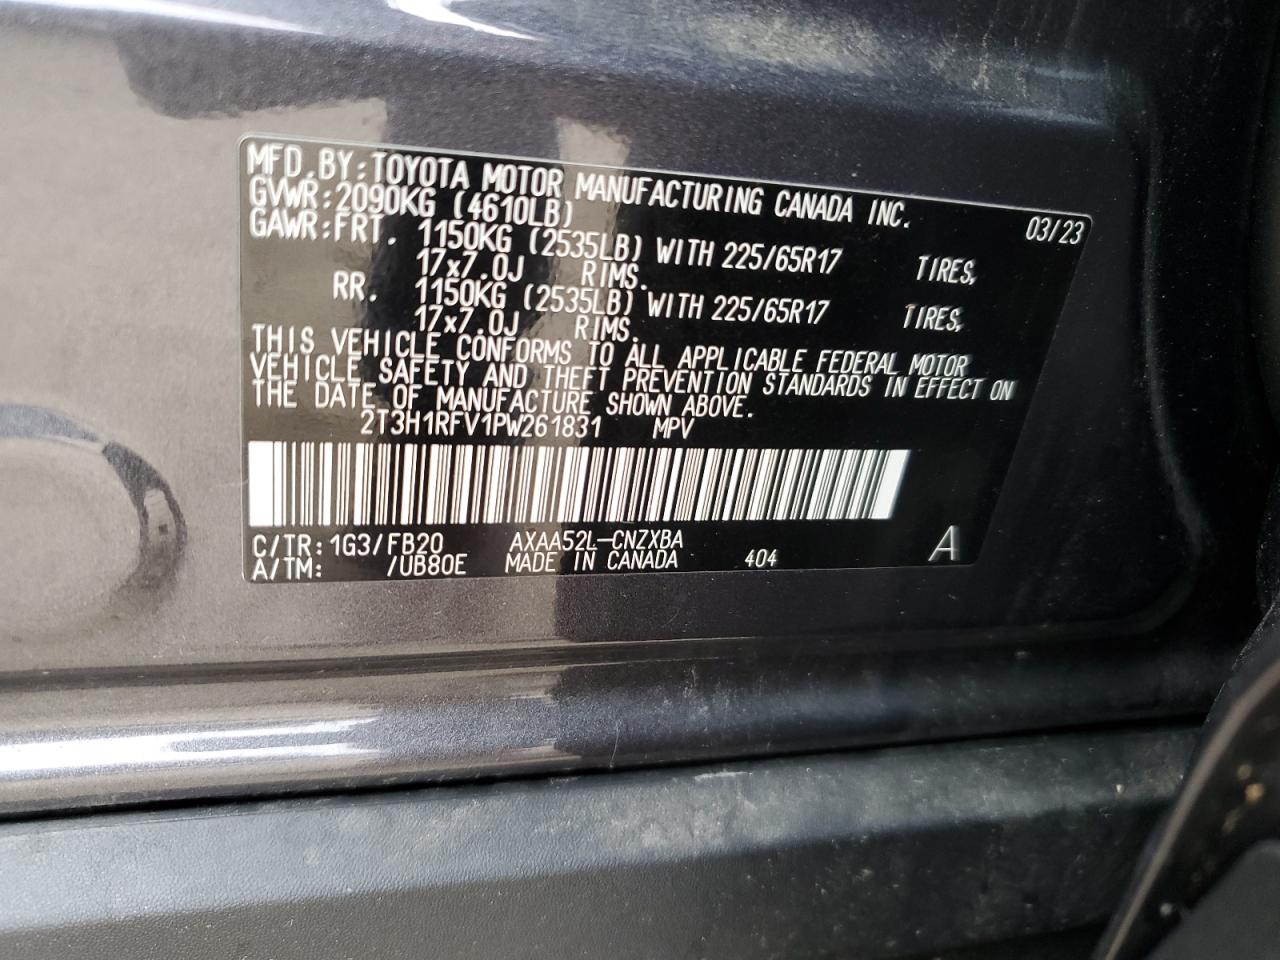 MFD.BY:TOYOTA MOTOR MANUFACTURING CANADA INC. 03/23
GVWR:2090KG (4610LB)
GAWR:FRT. 1150KG (2535LB) WITH 225/65R17 TIRES,
17x7.0J RIMS.
RR. 1150KG (2535LB) WITH 225/65R17 TIRES,
17x7.0J RIMS.
THIS VEHICLE CONFORMS TO ALL APPLICABLE FEDERAL MOTOR
VEHICLE SAFETY AND THEFT PREVENTION STANDARDS IN EFFECT ON
THE DATE OF MANUFACTURE SHOWN ABOVE.
2T3H1RFV1PW261831 MPV
C/TR:1G3/FB20 AXAA52L-CNZXBA
A/TM: /UB80E MADE IN CANADA 404 A